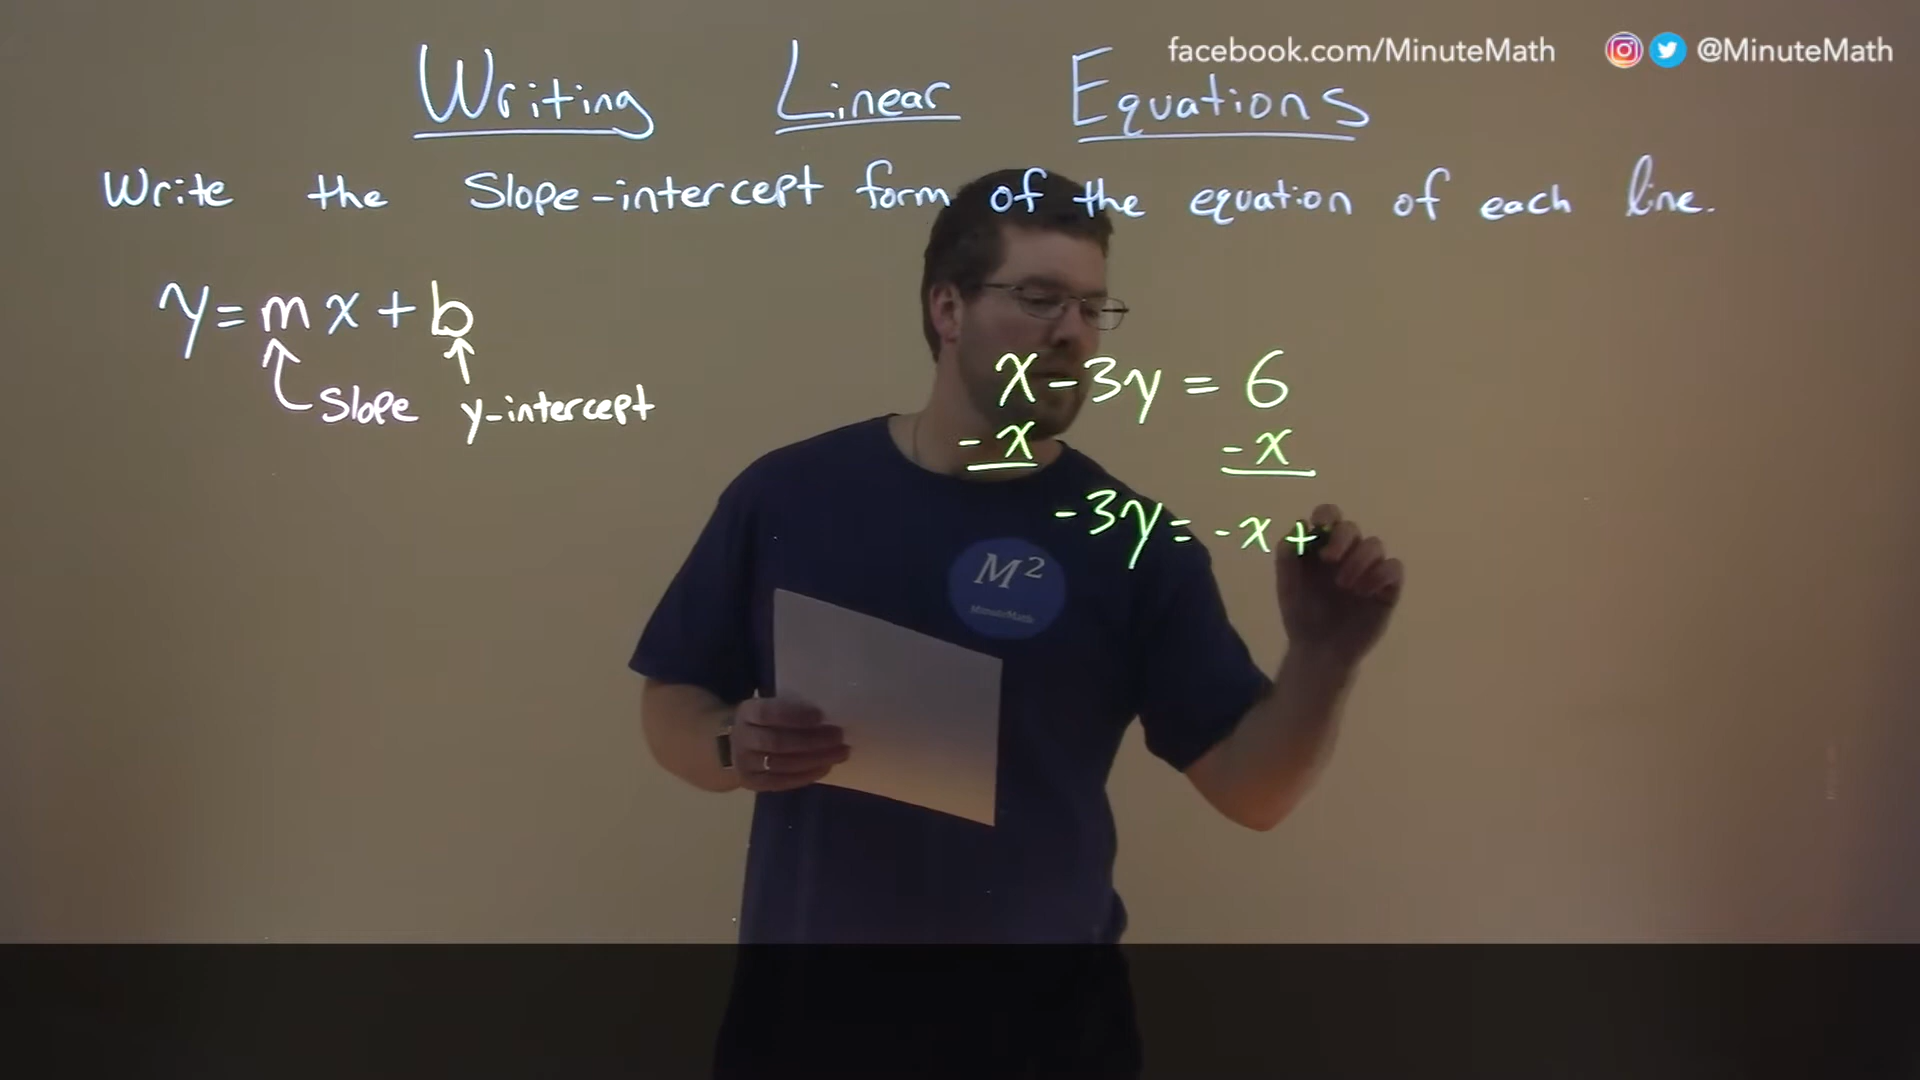 facebook.com/MinuteMath @MinuteMath
Writing Linear Equations
Write the Slope-intercept form of the equation of each line.
y=mx+b
Slope y-intercept
x-3y = 6
-x -x
-3y= -x+
M²
MinuteMath